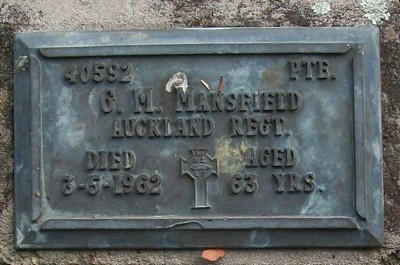 40592 PTE.
G. M. MANSFIELD
AUCKLAND REGT.
DIED AGED
3-5-1962 63 YRS.